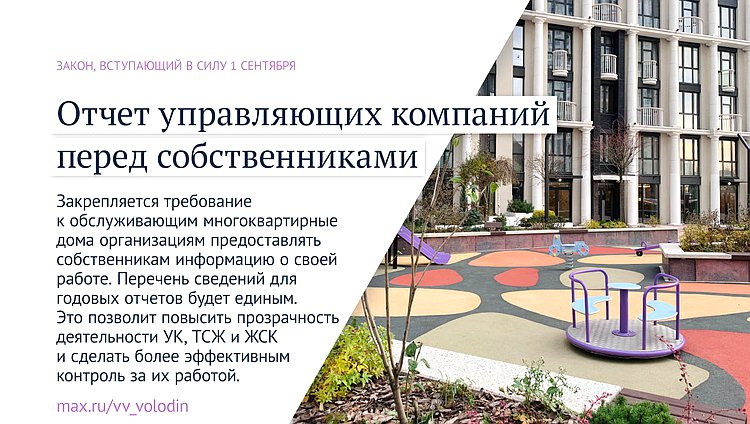 ЗАКОН, ВСТУПАЮЩИЙ В СИЛУ 1 СЕНТЯБРЯ
Отчет управляющих компаний
перед собственниками
Закрепляется требование
к обслуживающим многоквартирные
дома организациям предоставлять
собственникам информацию о своей
работе. Перечень сведений для
годовых отчетов будет единым.
Это позволит повысить прозрачность
деятельности УК, ТСЖ и ЖСК
и сделать более эффективным
контроль за их работой.
max.ru/vv_volodin